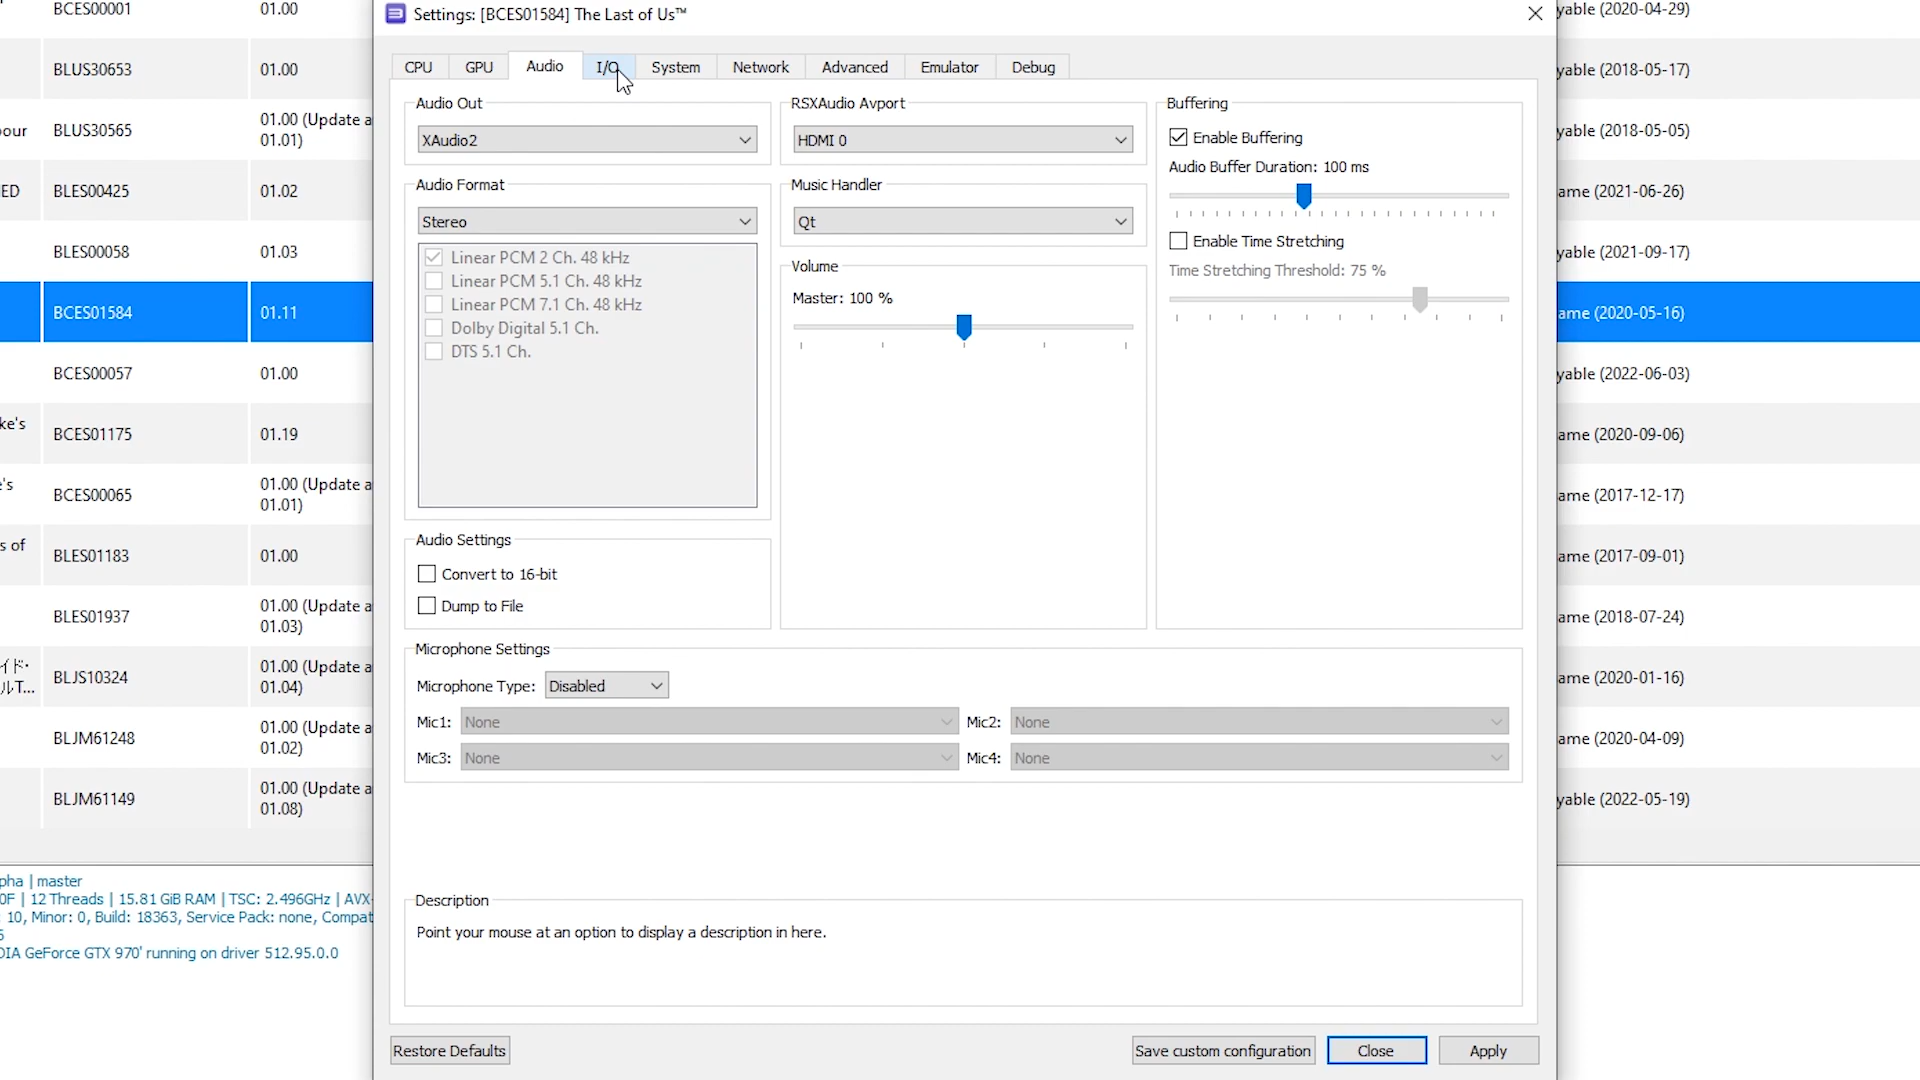 BCES00001
01.00
yable (2020-04-29)
BLUS30653
01.00
yable (2018-05-17)
our
BLUS30565
01.00 (Update a
01.01)
yable (2018-05-05)
ED
BLES00425
01.02
ame (2021-06-26)
BLES00058
01.03
yable (2021-09-17)
BCES01584
01.11
ame (2020-05-16)
BCES00057
01.00
yable (2022-06-03)
ke's
BCES01175
01.19
ame (2020-09-06)
's
BCES00065
01.00 (Update a
01.01)
ame (2017-12-17)
s of
BLES01183
01.00
ame (2017-09-01)
BLES01937
01.00 (Update a
01.03)
ame (2018-07-24)
イド・
ルT...
BLJS10324
01.00 (Update a
01.04)
ame (2020-01-16)
BLJM61248
01.00 (Update a
01.02)
ame (2020-04-09)
BLJM61149
01.00 (Update a
01.08)
yable (2022-05-19)
pha | master
0F | 12 Threads | 15.81 GiB RAM | TSC: 2.496GHz | AVX
: 10, Minor: 0, Build: 18363, Service Pack: none, Compat
DIA GeForce GTX 970' running on driver 512.95.0.0
Settings: [BCES01584] The Last of Us™
CPU GPU Audio I/O System Network Advanced Emulator Debug
Audio Out
XAudio2
Audio Format
Stereo
Linear PCM 2 Ch. 48 kHz
Linear PCM 5.1 Ch. 48 kHz
Linear PCM 7.1 Ch. 48 kHz
Dolby Digital 5.1 Ch.
DTS 5.1 Ch.
Audio Settings
Convert to 16-bit
Dump to File
RSXAudio Avport
HDMI 0
Music Handler
Qt
Volume
Master: 100 %
Buffering
Enable Buffering
Audio Buffer Duration: 100 ms
Enable Time Stretching
Time Stretching Threshold: 75 %
Microphone Settings
Microphone Type: Disabled
Mic1: None Mic2: None
Mic3: None Mic4: None
Description
Point your mouse at an option to display a description in here.
Restore Defaults Save custom configuration Close Apply